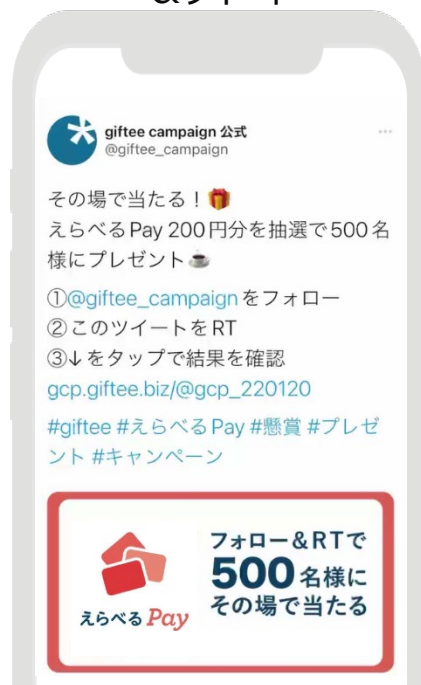 giftee campaign 公式
@giftee_campaign
その場で当たる！🎁
えらべるPay 200円分を抽選で500名
様にプレゼント☕
①@giftee_campaignをフォロー
②このツイートをRT
③↓をタップで結果を確認
gcp.giftee.biz/@gcp_220120
#giftee #えらべるPay #懸賞 #プレゼ
ント #キャンペーン
えらべる Pay
フォロー&RTで
500名様に
その場で当たる